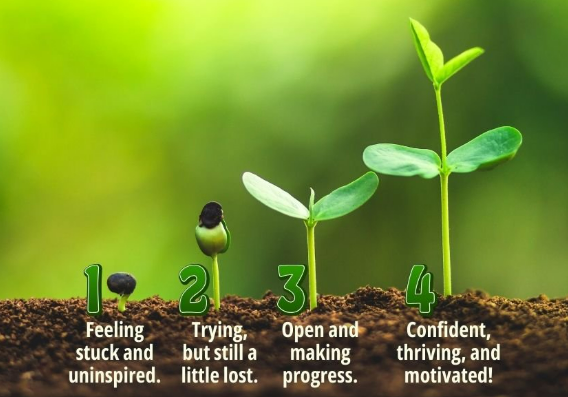 1
Feeling
stuck and
uninspired.
2
Trying,
but still a
little lost.
3
Open and
making
progress.
4
Confident,
thriving, and
motivated!